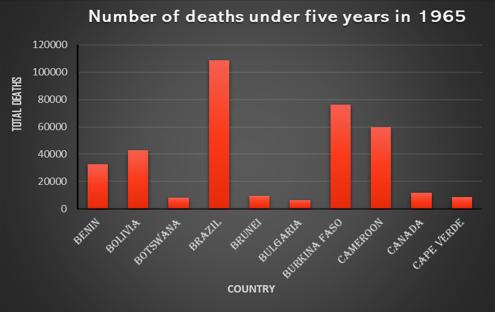 Number of deaths under five years in 1965
TOTAL DEATHS
120000
100000
80000
60000
40000
20000
0
BENIN
BOLIVIA
BOTSWANA
BRAZIL
BRUNEI
BULGARIA
BURKINA FASO
CAMEROON
CANADA
CAPE VERDE
COUNTRY